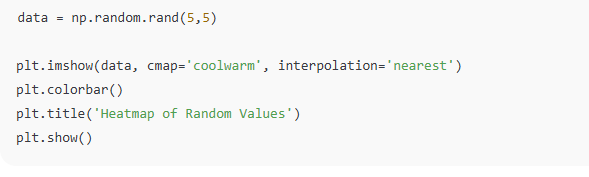 data = np.random.rand(5,5)
plt.imshow(data, cmap='coolwarm', interpolation='nearest')
plt.colorbar()
plt.title('Heatmap of Random Values')
plt.show()